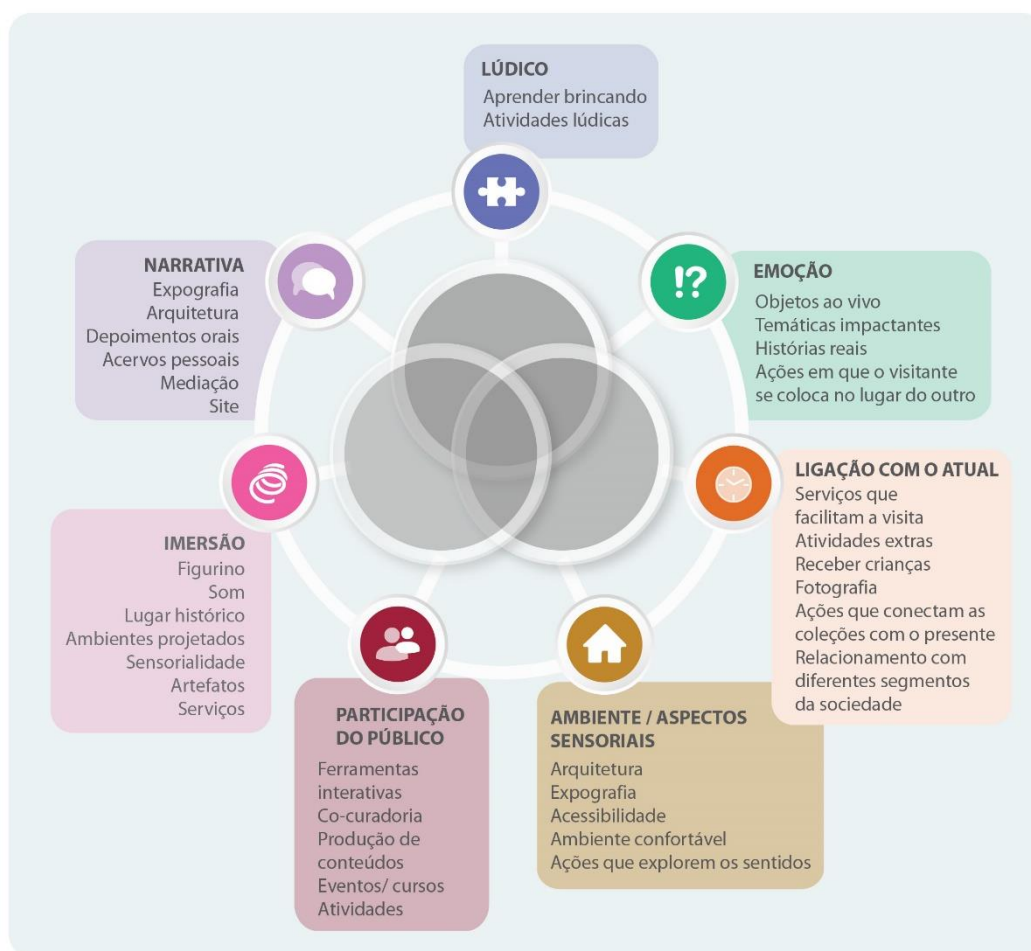 LÚDICO
Aprender brincando
Atividades lúdicas
NARRATIVA
Expografia
Arquitetura
Depoimentos orais
Acervos pessoais
Mediação
Site
!?
EMOÇÃO
Objetos ao vivo
Temáticas impactantes
Histórias reais
Ações em que o visitante
se coloca no lugar do outro
IMERSÃO
Figurino
Som
Lugar histórico
Ambientes projetados
Sensorialidade
Artefatos
Serviços
LIGAÇÃO COM O ATUAL
Serviços que
facilitam a visita
Atividades extras
Receber crianças
Fotografia
Ações que conectam as
coleções com o presente
Relacionamento com
diferentes segmentos
da sociedade
PARTICIPAÇÃO
DO PÚBLICO
Ferramentas
interativas
Co-curadoria
Produção de
conteúdos
Eventos/ cursos
Atividades
AMBIENTE / ASPECTOS
SENSORIAIS
Arquitetura
Expografia
Acessibilidade
Ambiente confortável
Ações que explorem os sentidos